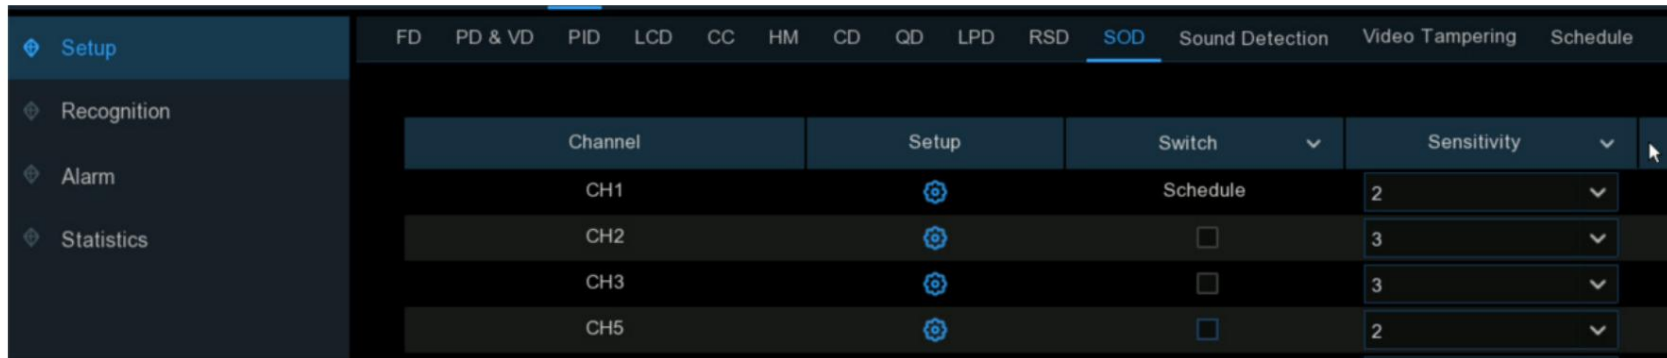 Setup
Recognition
Alarm
Statistics
FD PD & VD PID LCD CC HM CD QD LPD RSD SOD Sound Detection Video Tampering Schedule
Channel Setup Switch Sensitivity
CH1 Schedule 2
CH2 3
CH3 3
CH5 2